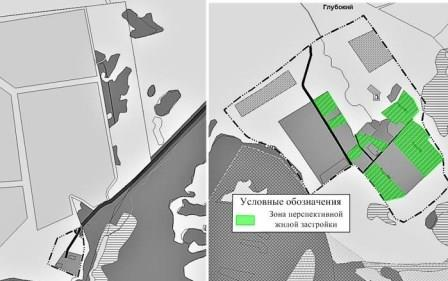 Глубокий
Условные обозначения
Зона перспективной
жилой застройки